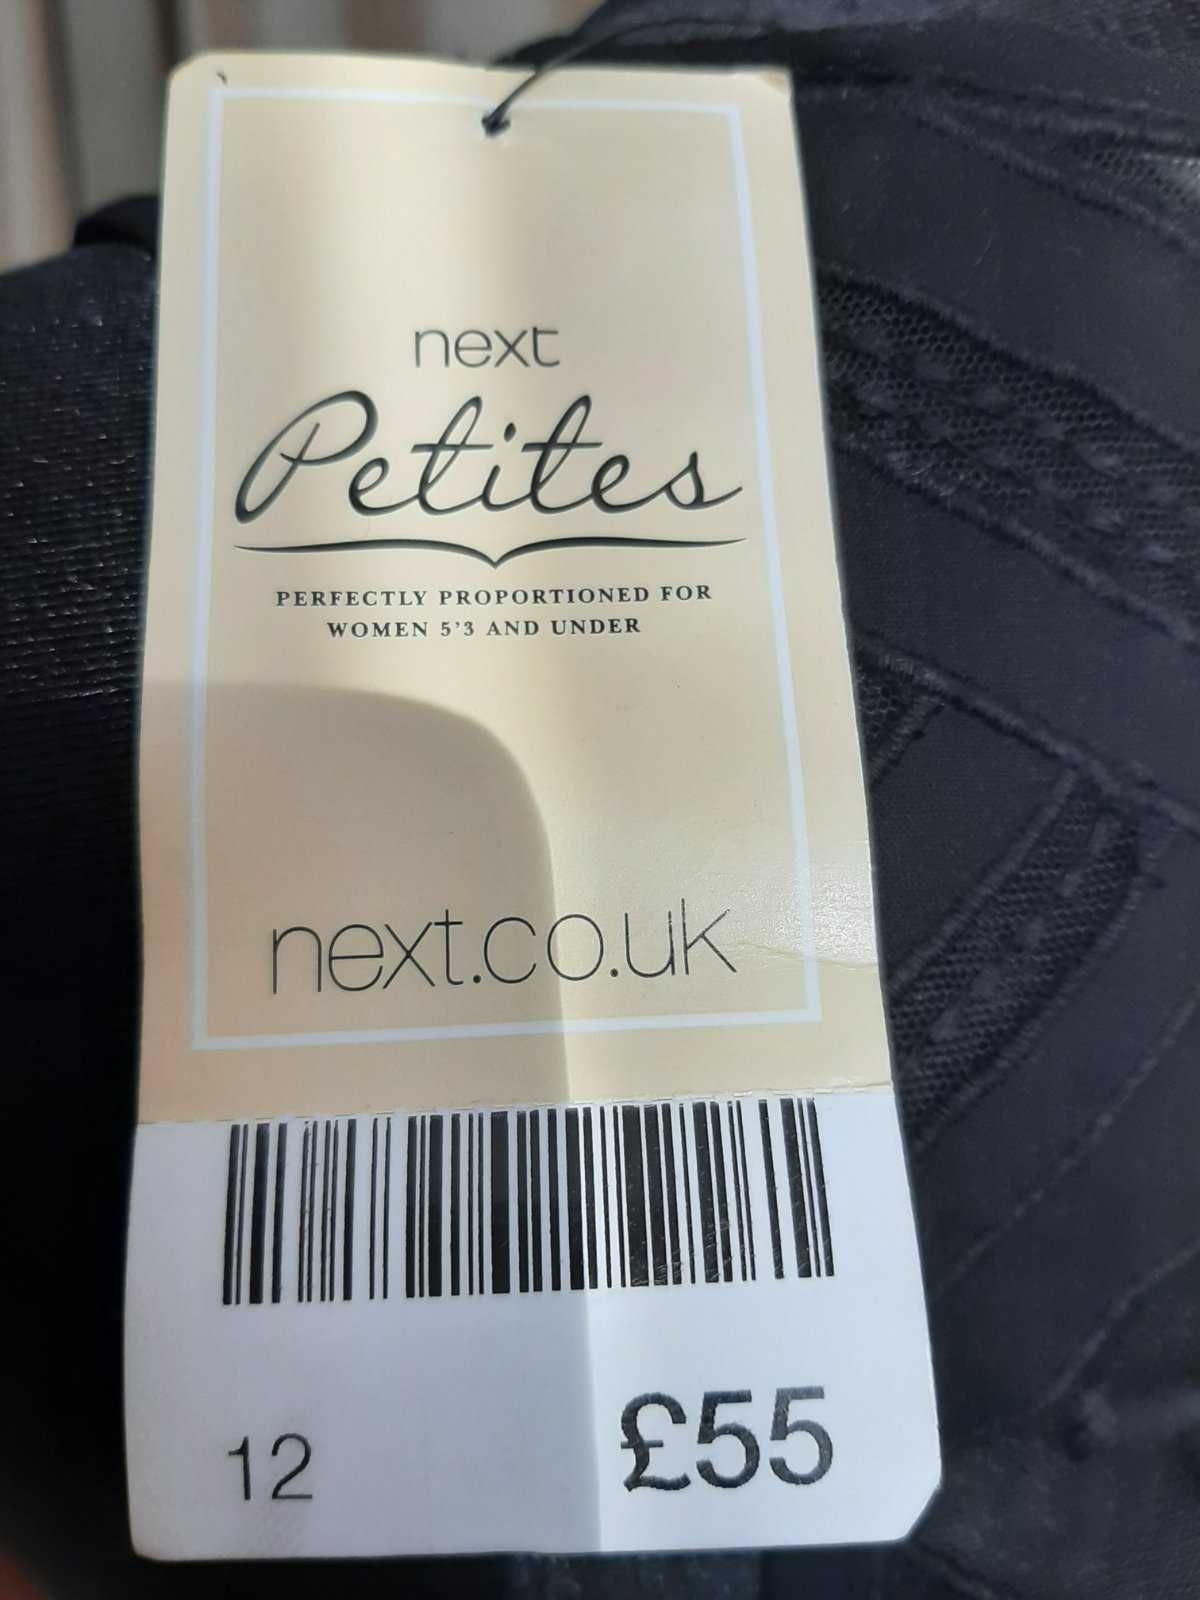 next
Petites
PERFECTLY PROPORTIONED FOR
WOMEN 5'3 AND UNDER
next.co.uk
12 £55